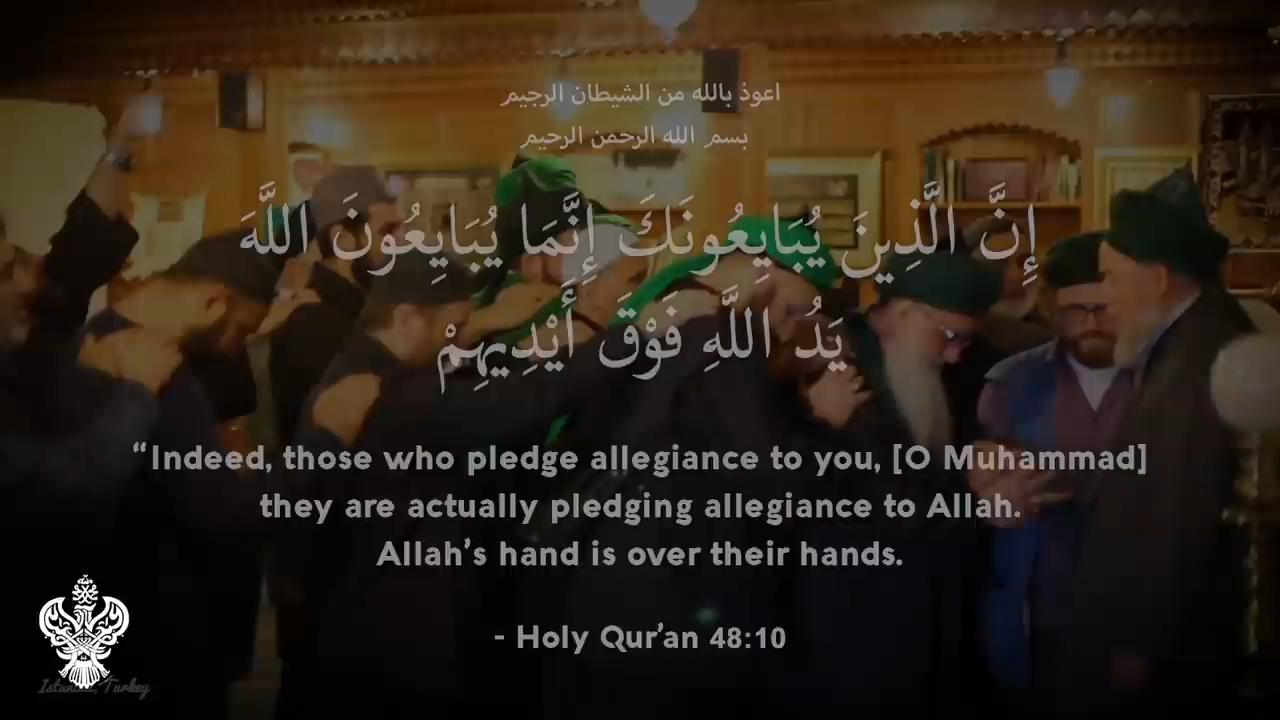 اعوذ بالله من الشيطان الرجيم
بسم الله الرحمن الرحيم
إِنَّ الَّذِينَ يُبَايِعُونَكَ إِنَّمَا يُبَايِعُونَ اللَّهَ
يَدُ اللَّهِ فَوْقَ أَيْدِيهِمْ
“Indeed, those who pledge allegiance to you, [O Muhammad]
they are actually pledging allegiance to Allah.
Allah’s hand is over their hands.
- Holy Qur’an 48:10
Istanbul, Turkey